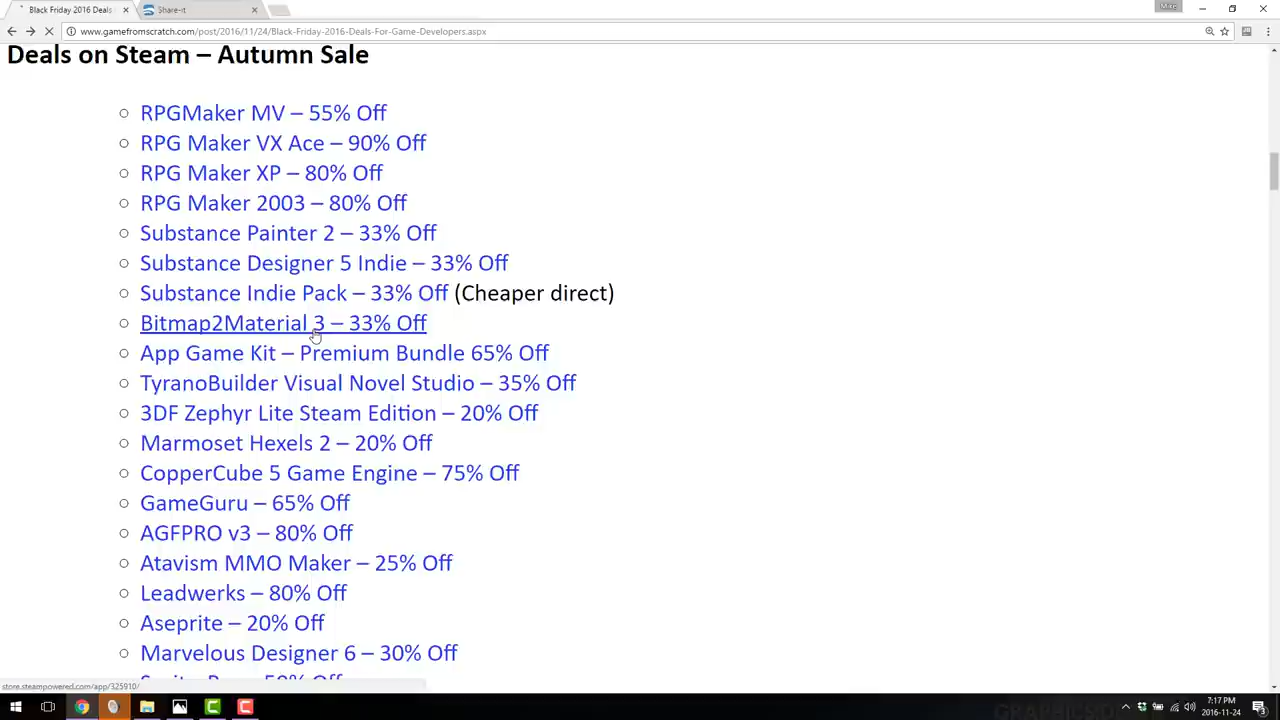 Black Friday 2016 Deals
Share-it
Mike
www.gamefromscratch.com/post/2016/11/24/Black-Friday-2016-Deals-For-Game-Developers.aspx
Deals on Steam – Autumn Sale
RPGMaker MV – 55% Off
RPG Maker VX Ace – 90% Off
RPG Maker XP – 80% Off
RPG Maker 2003 – 80% Off
Substance Painter 2 – 33% Off
Substance Designer 5 Indie – 33% Off
Substance Indie Pack – 33% Off (Cheaper direct)
Bitmap2Material 3 – 33% Off
App Game Kit – Premium Bundle 65% Off
TyranoBuilder Visual Novel Studio – 35% Off
3DF Zephyr Lite Steam Edition – 20% Off
Marmoset Hexels 2 – 20% Off
CopperCube 5 Game Engine – 75% Off
GameGuru – 65% Off
AGFPRO v3 – 80% Off
Atavism MMO Maker – 25% Off
Leadwerks – 80% Off
Aseprite – 20% Off
Marvelous Designer 6 – 30% Off
store.steampowered.com/app/325910/
7:17 PM
2016-11-24